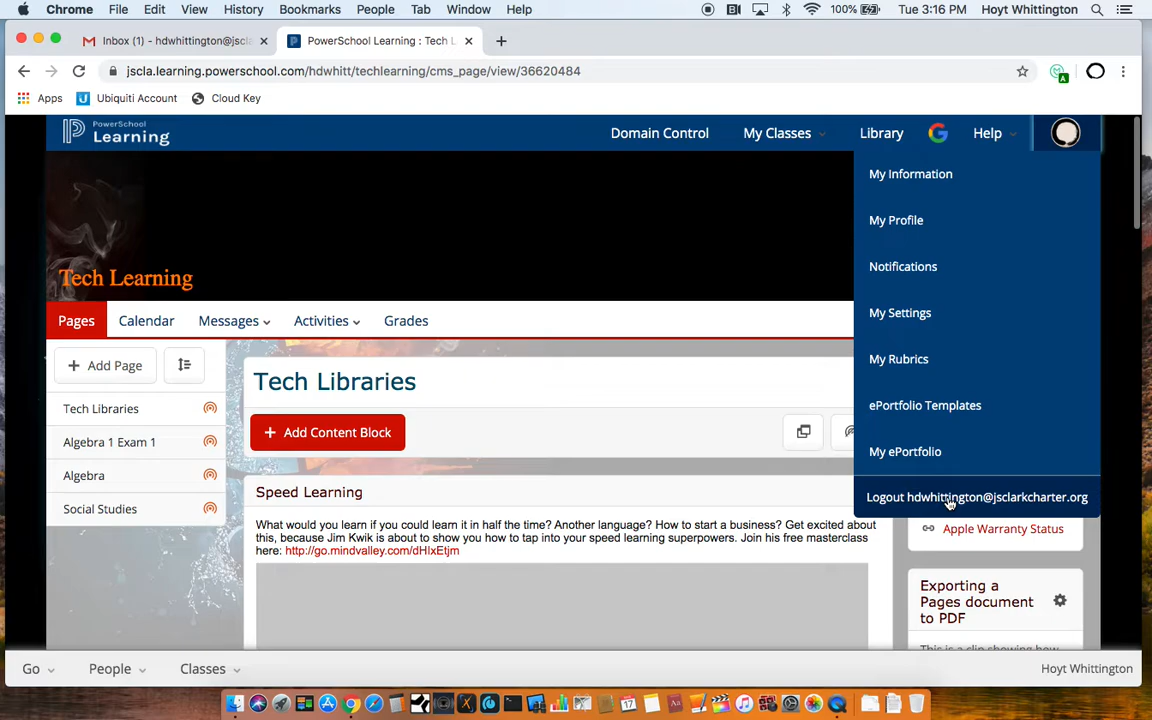 Chrome File Edit View History Bookmarks People Tab Window Help 100% Tue 3:16 PM Hoyt Whittington
Inbox (1) - hdwhittington@jscl
PowerSchool Learning : Tech L
jscla.learning.powerschool.com/hdwhitt/techlearning/cms_page/view/36620484
Apps Ubiquiti Account Cloud Key
PowerSchool
Learning
Domain Control My Classes Library Help
My Information
My Profile
Notifications
My Settings
My Rubrics
ePortfolio Templates
My ePortfolio
Logout hdwhittington@jsclarkcharter.org
Tech Learning
Pages Calendar Messages Activities Grades
+ Add Page
Tech Libraries
Algebra 1 Exam 1
Algebra
Social Studies
Tech Libraries
+ Add Content Block
Speed Learning
What would you learn if you could learn it in half the time? Another language? How to start a business? Get excited about
this, because Jim Kwik is about to show you how to tap into your speed learning superpowers. Join his free masterclass
here: http://go.mindvalley.com/dHIxEtjm
Apple Warranty Status
Exporting a
Pages document
to PDF
This is a clip showing how
Go People Classes Hoyt Whittington